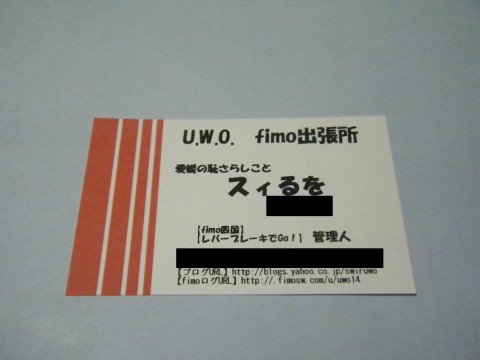 U.W.O. fimo出張所
愛媛の恥さらしこと
スィるを
【fimo四国】
【レバーブレーキでGo!】 管理人
【ブログURL】http://blogs.yahoo.co.jp/swiruwo
【fimoログURL】http://.fimosw.com/u/uwo14